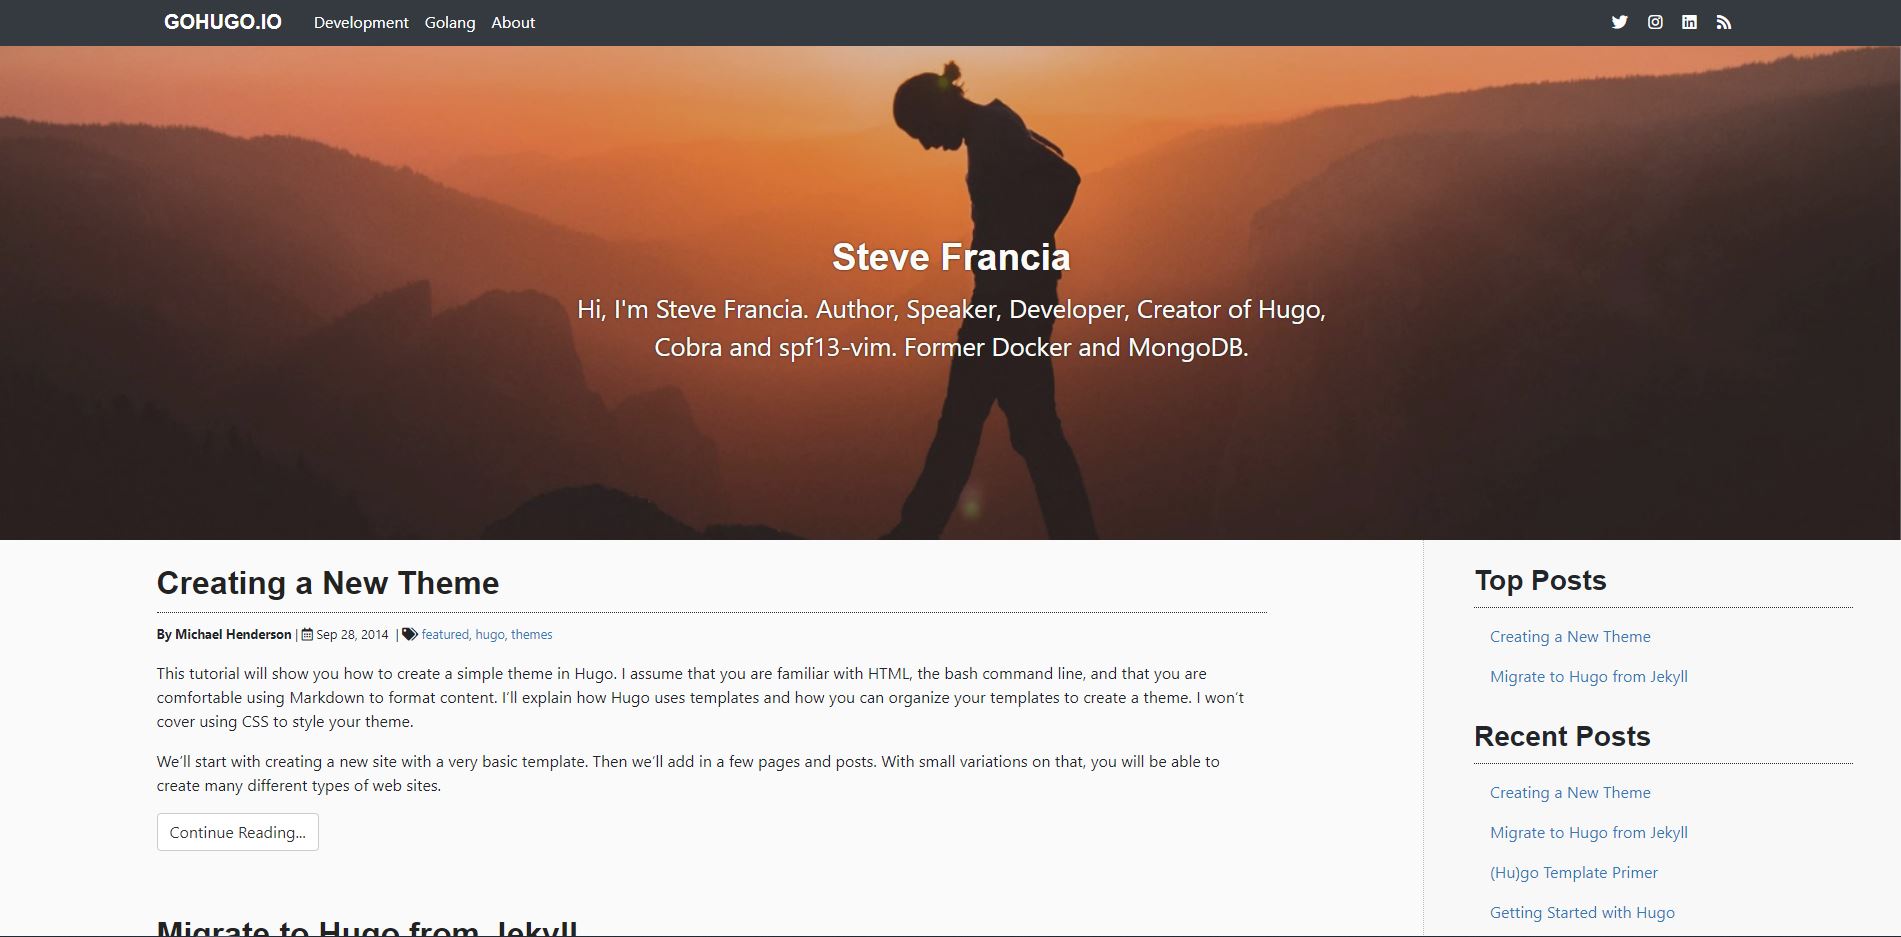 GOHUGO.IO Development Golang About
Steve Francia
Hi, I'm Steve Francia. Author, Speaker, Developer, Creator of Hugo,
Cobra and spf13-vim. Former Docker and MongoDB.
Creating a New Theme
By Michael Henderson | Sep 28, 2014 | featured, hugo, themes
This tutorial will show you how to create a simple theme in Hugo. I assume that you are familiar with HTML, the bash command line, and that you are
comfortable using Markdown to format content. I’ll explain how Hugo uses templates and how you can organize your templates to create a theme. I won’t
cover using CSS to style your theme.
We’ll start with creating a new site with a very basic template. Then we’ll add in a few pages and posts. With small variations on that, you will be able to
create many different types of web sites.
Continue Reading...
Migrate to Hugo from Jekyll
Top Posts
Creating a New Theme
Migrate to Hugo from Jekyll
Recent Posts
Creating a New Theme
Migrate to Hugo from Jekyll
(Hu)go Template Primer
Getting Started with Hugo